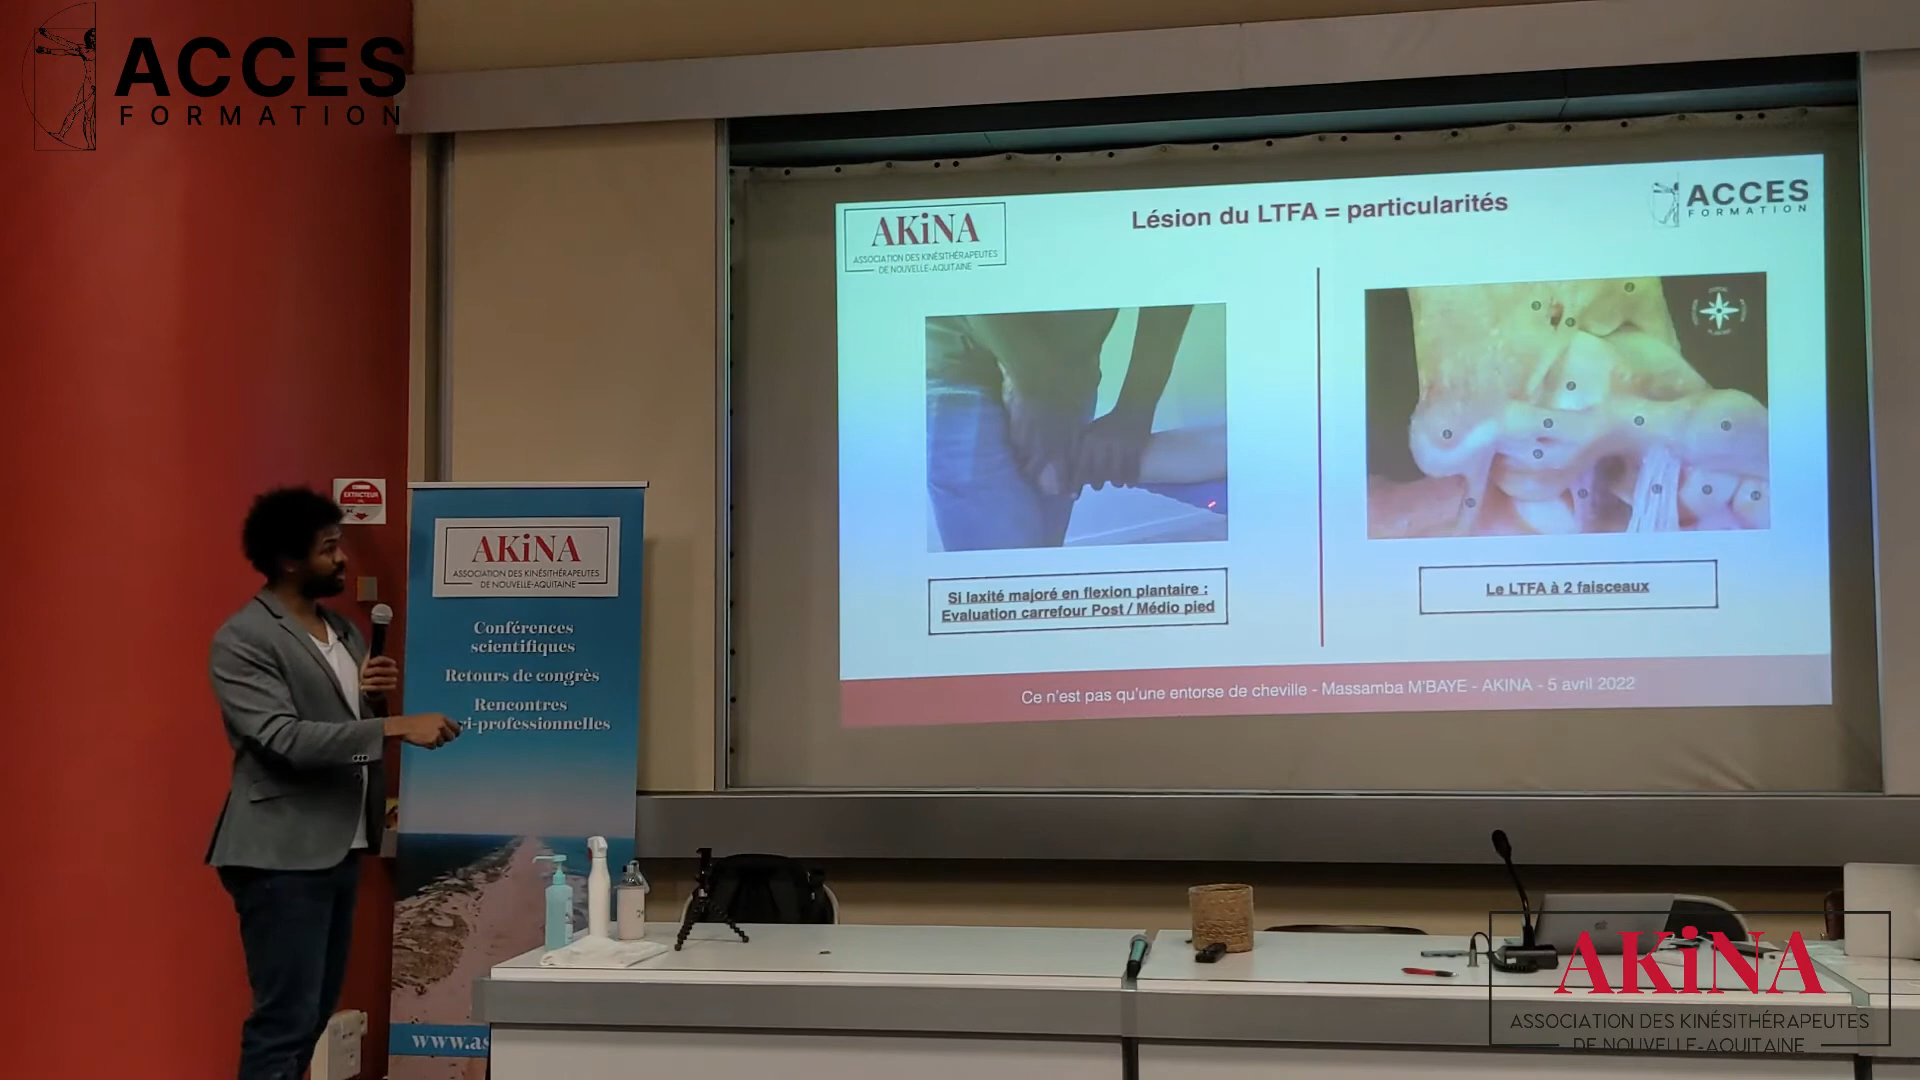 ACCES
FORMATION
AKiNA
ASSOCIATION DES KINÉSITHÉRAPEUTES
DE NOUVELLE-AQUITAINE
Lésion du LTFA = particularités
ACCES
FORMATION
Si laxité majoré en flexion plantaire :
Evaluation carrefour Post / Médio pied
Le LTFA à 2 faisceaux
Ce n'est pas qu'une entorse de cheville - Massamba M'BAYE - AKINA - 5 avril 2022
EXTINCTEUR
AKiNA
ASSOCIATION DES KINÉSITHÉRAPEUTES
DE NOUVELLE-AQUITAINE
Conférences
scientifiques
Retours de congrès
Rencontres
ri-professionnelles
www.as
AKiNA
ASSOCIATION DES KINÉSITHÉRAPEUTES
DE NOUVELLE-AQUITAINE